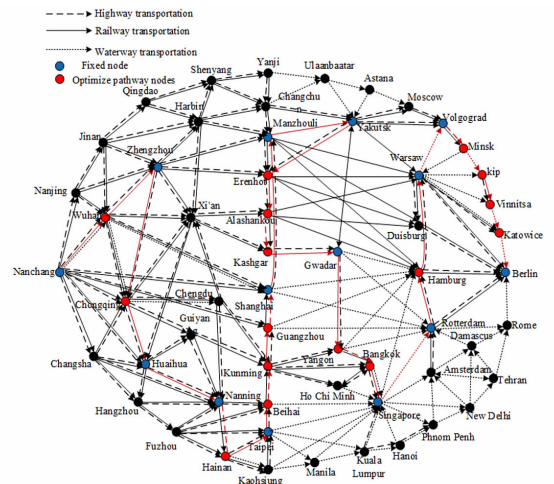 Highway transportation
Railway transportation
Waterway transportation
Fixed node
Optimize pathway nodes
Yanji
Ulaanbaatar
Shenyang
Astana
Qingdao
Changchu
n
Moscow
Harbin
Manzhouli
Yakutsk
Volgograd
Jinan
Zhengzhou
Minsk
Warsaw
kip
Erenhot
Nanjing
Vinnitsa
Wuhan
Xi'an
Alashankou
Duisburg
Katowice
Kashgar
Gwadar
Nanchang
Hamburg
Berlin
Chongqing
Chengdu
Shanghai
Guiyan
g
Guangzhou
Rotterdam
Rome
Yangon
Damascus
Changsha
Huaihua
Kunming
Bangkok
Amsterdam
Tehran
Hangzhou
Nanning
Beihai
Ho Chi Minh
Singapore
New Delhi
Fuzhou
Taipei
Phnom Penh
Hainan
Kaohsiung
Manila
Kuala
Lumpur
Hanoi